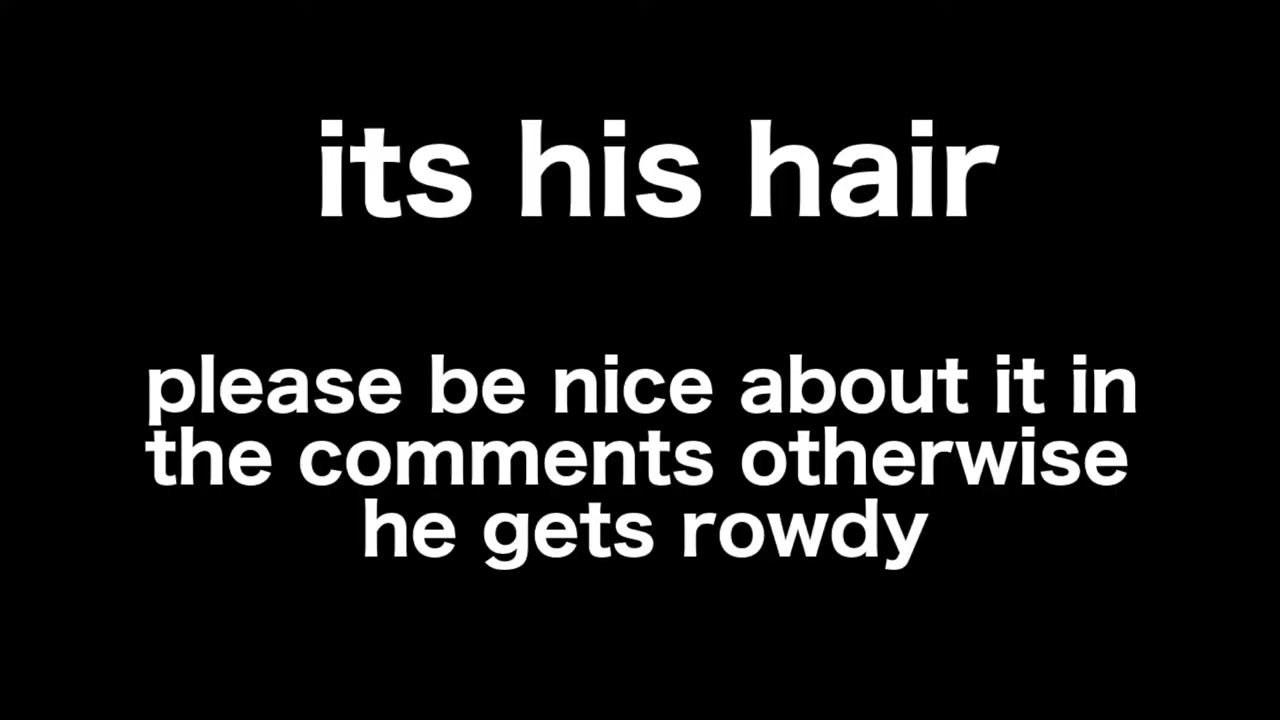 its his hair
please be nice about it in
the comments otherwise
he gets rowdy